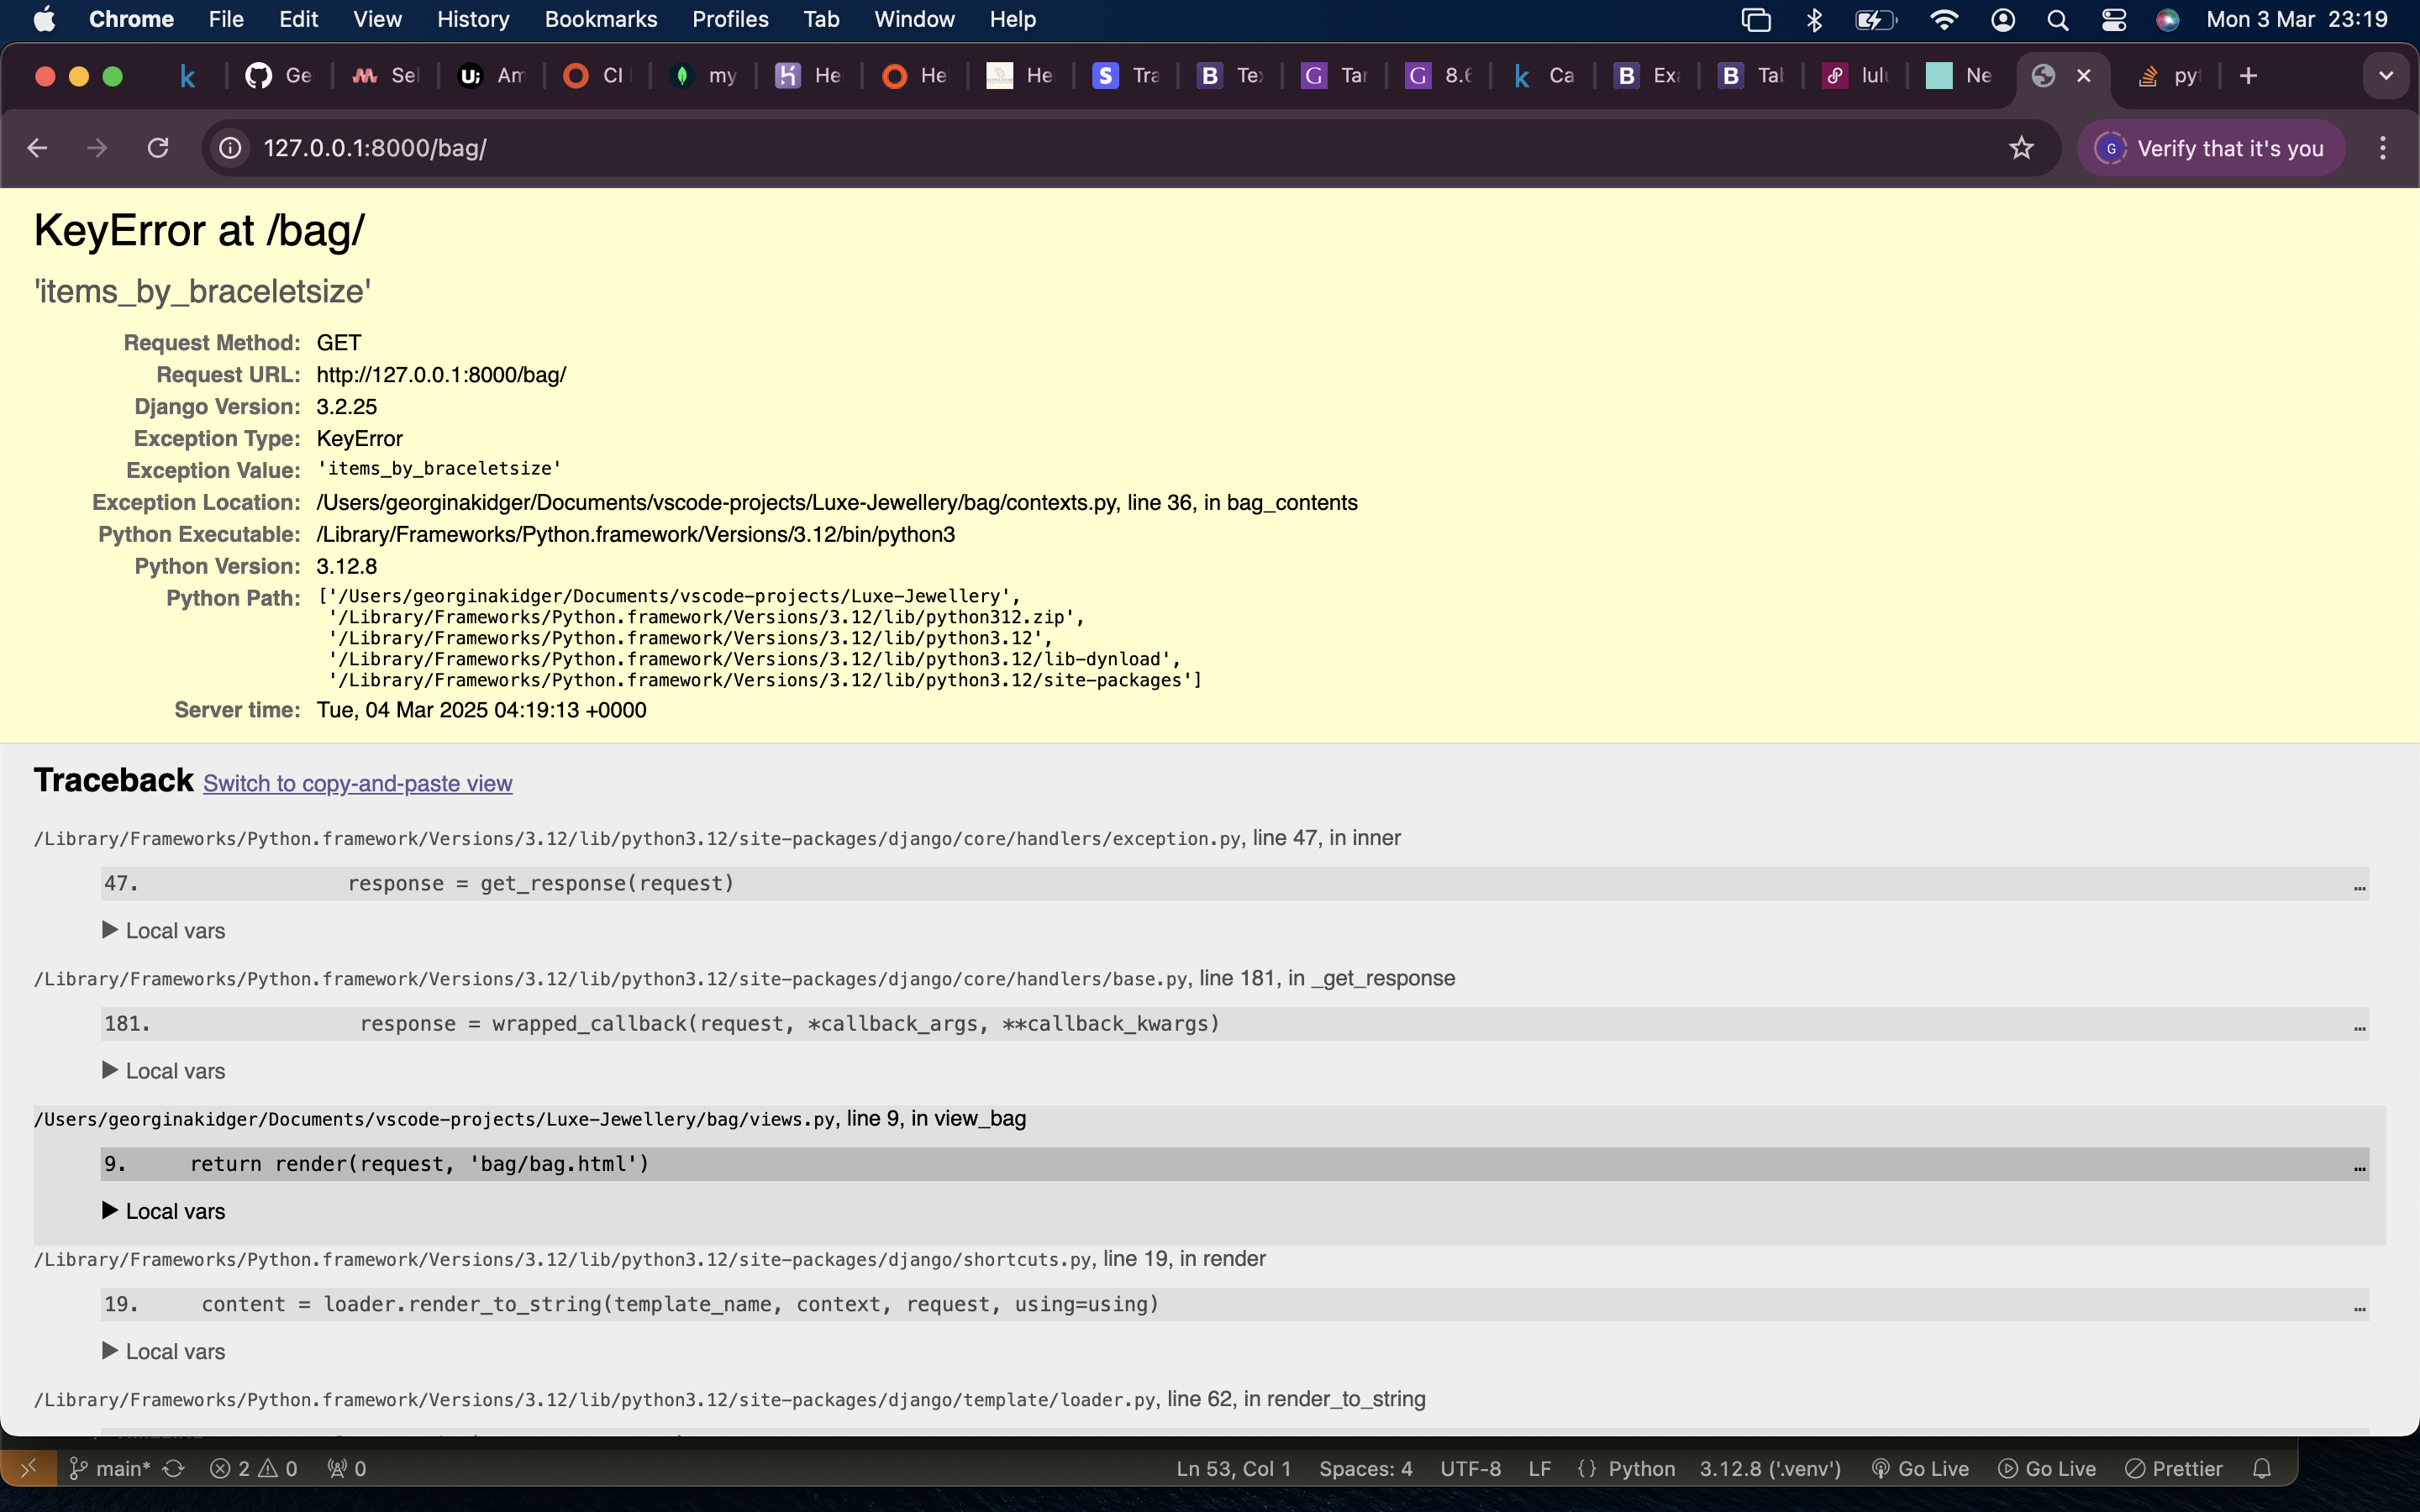 Chrome File Edit View History Bookmarks Profiles Tab Window Help Mon 3 Mar 23:19
k Ge Sel U; Am CI my He He He S Tra B Te G Tar G 8.6 k Ca B Exa B Tab lulu Ne py
127.0.0.1:8000/bag/ G Verify that it's you
KeyError at /bag/
'items_by_braceletsize'
Request Method: GET
Request URL: http://127.0.0.1:8000/bag/
Django Version: 3.2.25
Exception Type: KeyError
Exception Value: 'items_by_braceletsize'
Exception Location: /Users/georginakidger/Documents/vscode-projects/Luxe-Jewellery/bag/contexts.py, line 36, in bag_contents
Python Executable: /Library/Frameworks/Python.framework/Versions/3.12/bin/python3
Python Version: 3.12.8
Python Path: ['/Users/georginakidger/Documents/vscode-projects/Luxe-Jewellery',
'/Library/Frameworks/Python.framework/Versions/3.12/lib/python312.zip',
'/Library/Frameworks/Python.framework/Versions/3.12/lib/python3.12',
'/Library/Frameworks/Python.framework/Versions/3.12/lib/python3.12/lib-dynload',
'/Library/Frameworks/Python.framework/Versions/3.12/lib/python3.12/site-packages']
Server time: Tue, 04 Mar 2025 04:19:13 +0000
Traceback Switch to copy-and-paste view
/Library/Frameworks/Python.framework/Versions/3.12/lib/python3.12/site-packages/django/core/handlers/exception.py, line 47, in inner
47. response = get_response(request) …
▶ Local vars
/Library/Frameworks/Python.framework/Versions/3.12/lib/python3.12/site-packages/django/core/handlers/base.py, line 181, in _get_response
181. response = wrapped_callback(request, *callback_args, **callback_kwargs) …
▶ Local vars
/Users/georginakidger/Documents/vscode-projects/Luxe-Jewellery/bag/views.py, line 9, in view_bag
9. return render(request, 'bag/bag.html') …
▶ Local vars
/Library/Frameworks/Python.framework/Versions/3.12/lib/python3.12/site-packages/django/shortcuts.py, line 19, in render
19. content = loader.render_to_string(template_name, context, request, using=using) …
▶ Local vars
/Library/Frameworks/Python.framework/Versions/3.12/lib/python3.12/site-packages/django/template/loader.py, line 62, in render_to_string
main* 2 0 0 Ln 53, Col 1 Spaces: 4 UTF-8 LF {} Python 3.12.8 ('.venv') Go Live Go Live Prettier